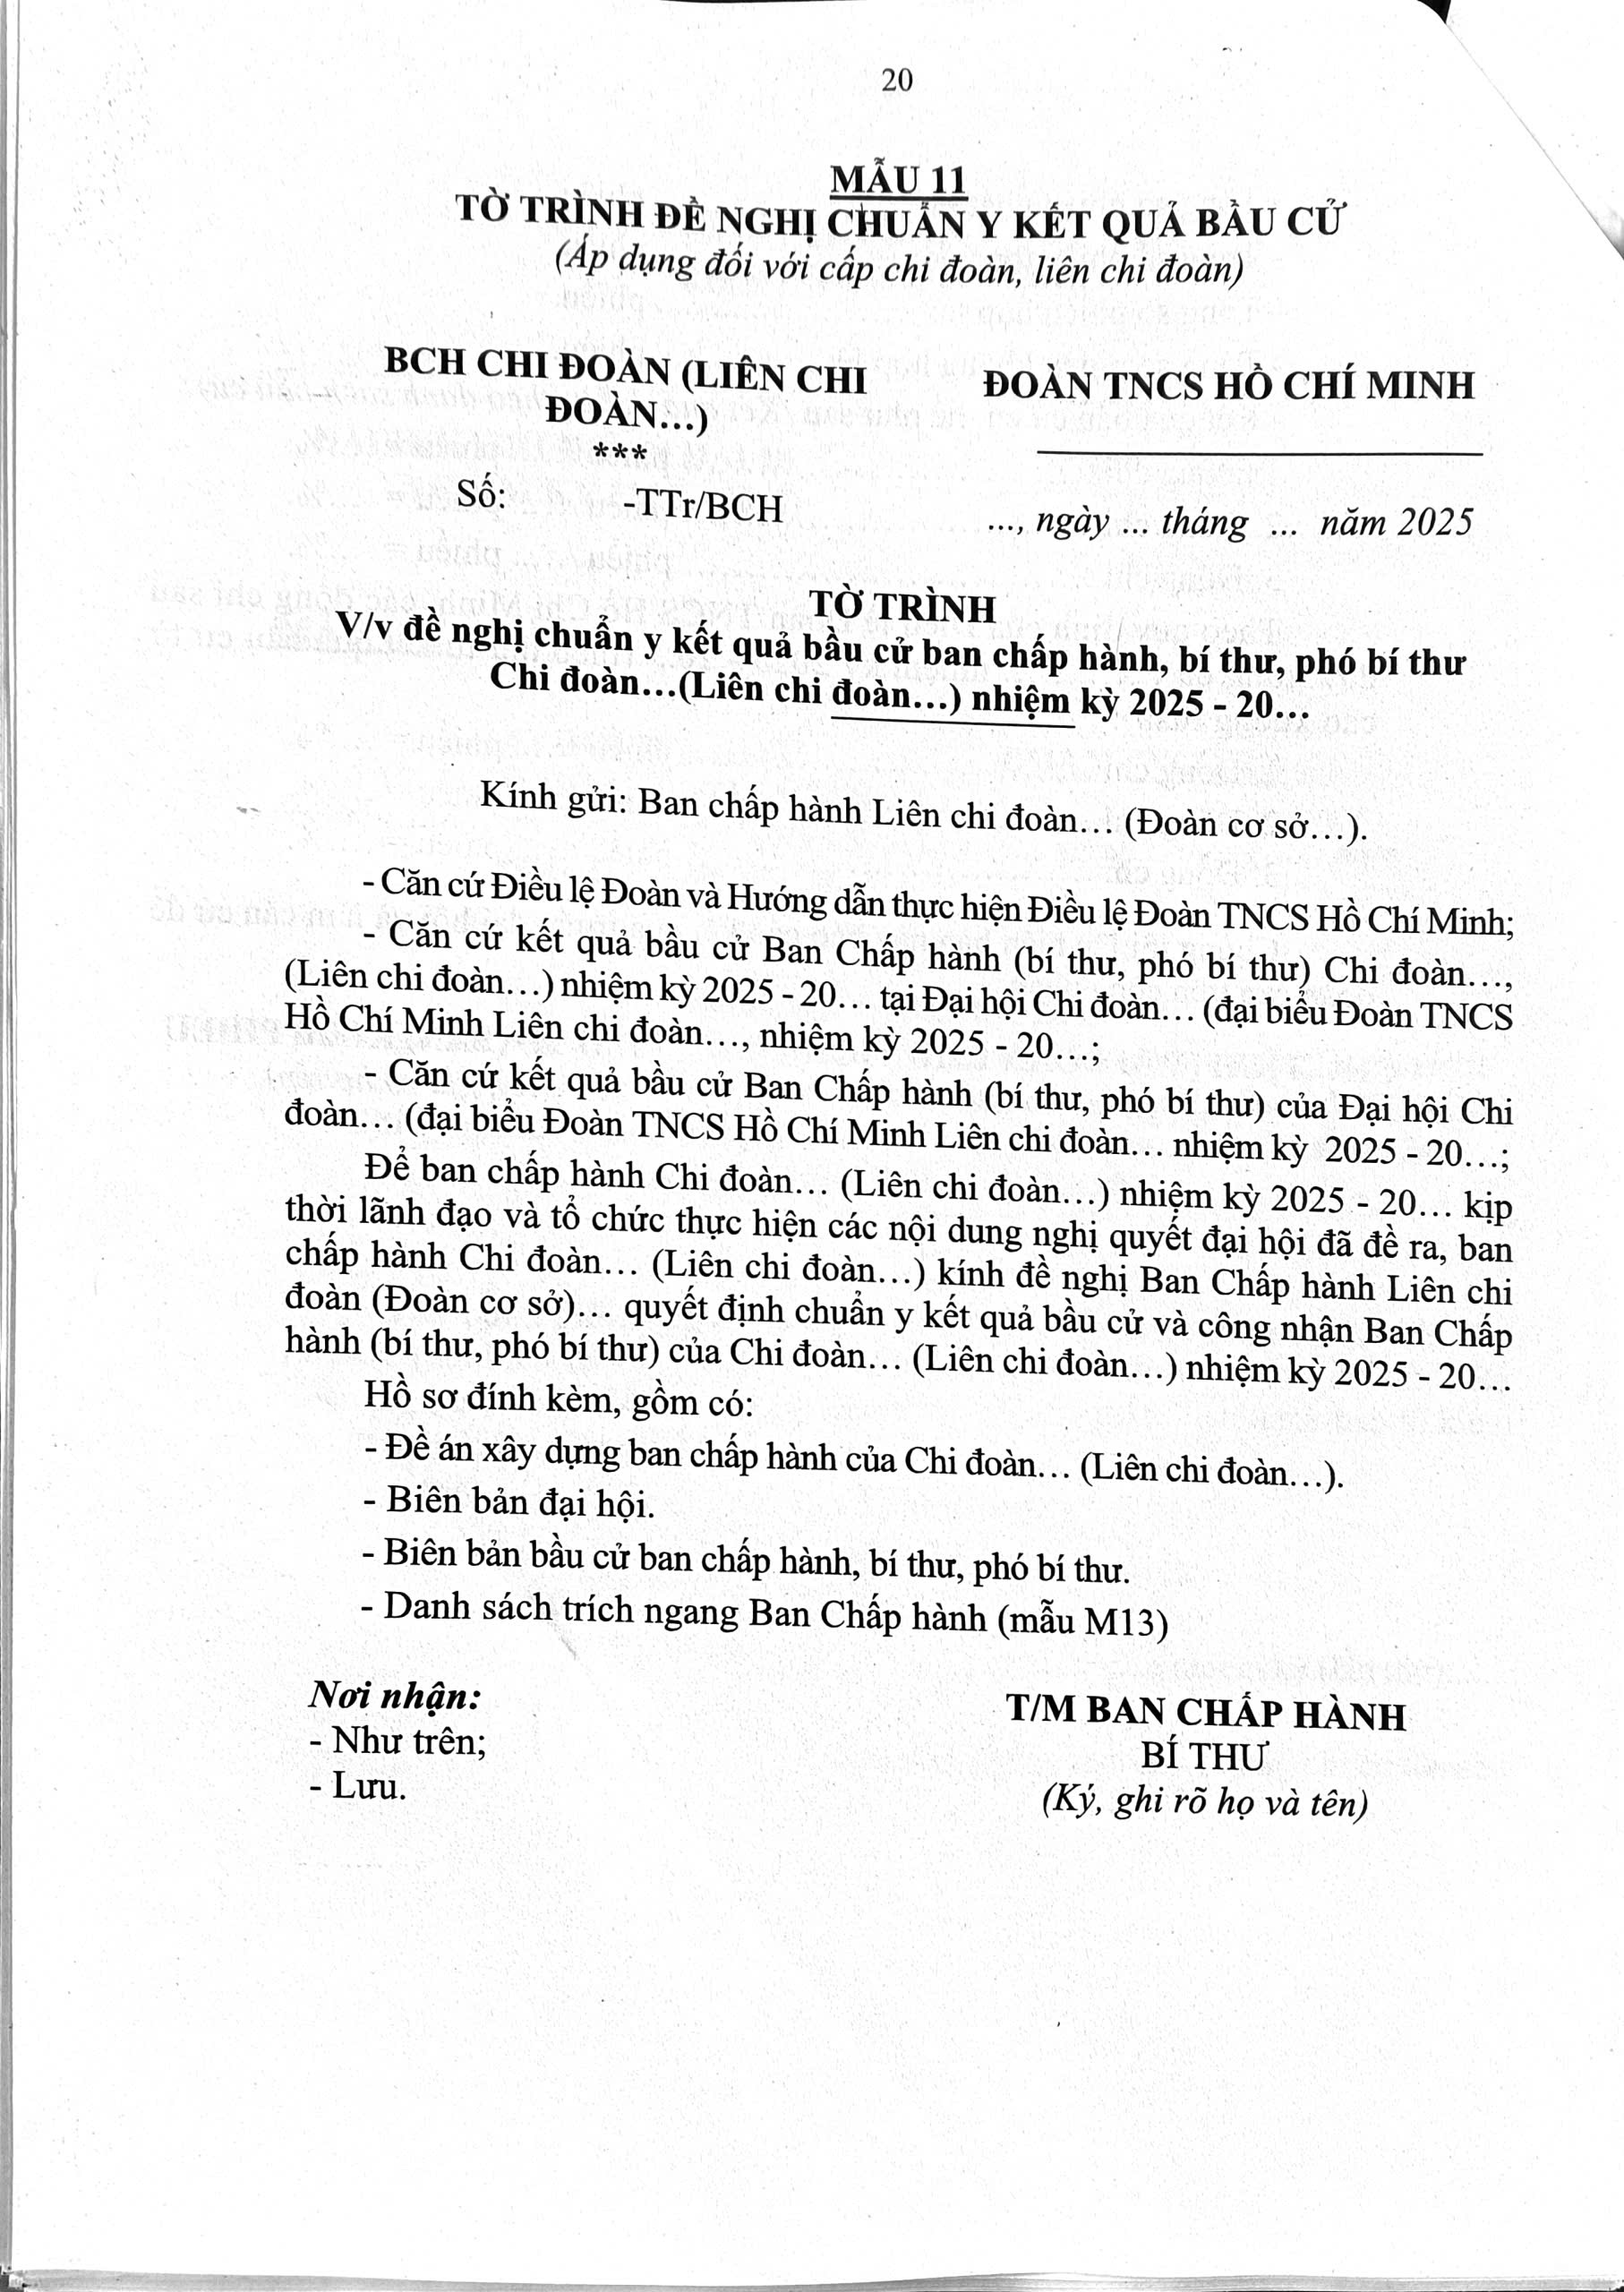 20
MẪU 11
TỜ TRÌNH ĐỀ NGHỊ CHUẨN Y KẾT QUẢ BẦU CỬ
(Áp dụng đối với cấp chi đoàn, liên chi đoàn)
BCH CHI ĐOÀN (LIÊN CHI
ĐOÀN...)
***
Số: -TTr/BCH
ĐOÀN TNCS HỒ CHÍ MINH
..., ngày ... tháng ... năm 2025
TỜ TRÌNH
V/v đề nghị chuẩn y kết quả bầu cử ban chấp hành, bí thư, phó bí thư
Chi đoàn…(Liên chi đoàn…) nhiệm kỳ 2025 - 20…
Kính gửi: Ban chấp hành Liên chi đoàn… (Đoàn cơ sở…).
- Căn cứ Điều lệ Đoàn và Hướng dẫn thực hiện Điều lệ Đoàn TNCS Hồ Chí Minh;
- Căn cứ kết quả bầu cử Ban Chấp hành (bí thư, phó bí thư) Chi đoàn…,
(Liên chi đoàn…) nhiệm kỳ 2025 - 20… tại Đại hội Chi đoàn… (đại biểu Đoàn TNCS
Hồ Chí Minh Liên chi đoàn…, nhiệm kỳ 2025 - 20…;
- Căn cứ kết quả bầu cử Ban Chấp hành (bí thư, phó bí thư) của Đại hội Chi
đoàn… (đại biểu Đoàn TNCS Hồ Chí Minh Liên chi đoàn… nhiệm kỳ 2025 - 20…;
Để ban chấp hành Chi đoàn… (Liên chi đoàn…) nhiệm kỳ 2025 - 20… kịp
thời lãnh đạo và tổ chức thực hiện các nội dung nghị quyết đại hội đã đề ra, ban
chấp hành Chi đoàn… (Liên chi đoàn…) kính đề nghị Ban Chấp hành Liên chi
đoàn (Đoàn cơ sở)… quyết định chuẩn y kết quả bầu cử và công nhận Ban Chấp
hành (bí thư, phó bí thư) của Chi đoàn… (Liên chi đoàn…) nhiệm kỳ 2025 - 20…
Hồ sơ đính kèm, gồm có:
- Đề án xây dựng ban chấp hành của Chi đoàn… (Liên chi đoàn…).
- Biên bản đại hội.
- Biên bản bầu cử ban chấp hành, bí thư, phó bí thư.
- Danh sách trích ngang Ban Chấp hành (mẫu M13)
Nơi nhận:
- Như trên;
- Lưu.
T/M BAN CHẤP HÀNH
BÍ THƯ
(Ký, ghi rõ họ và tên)